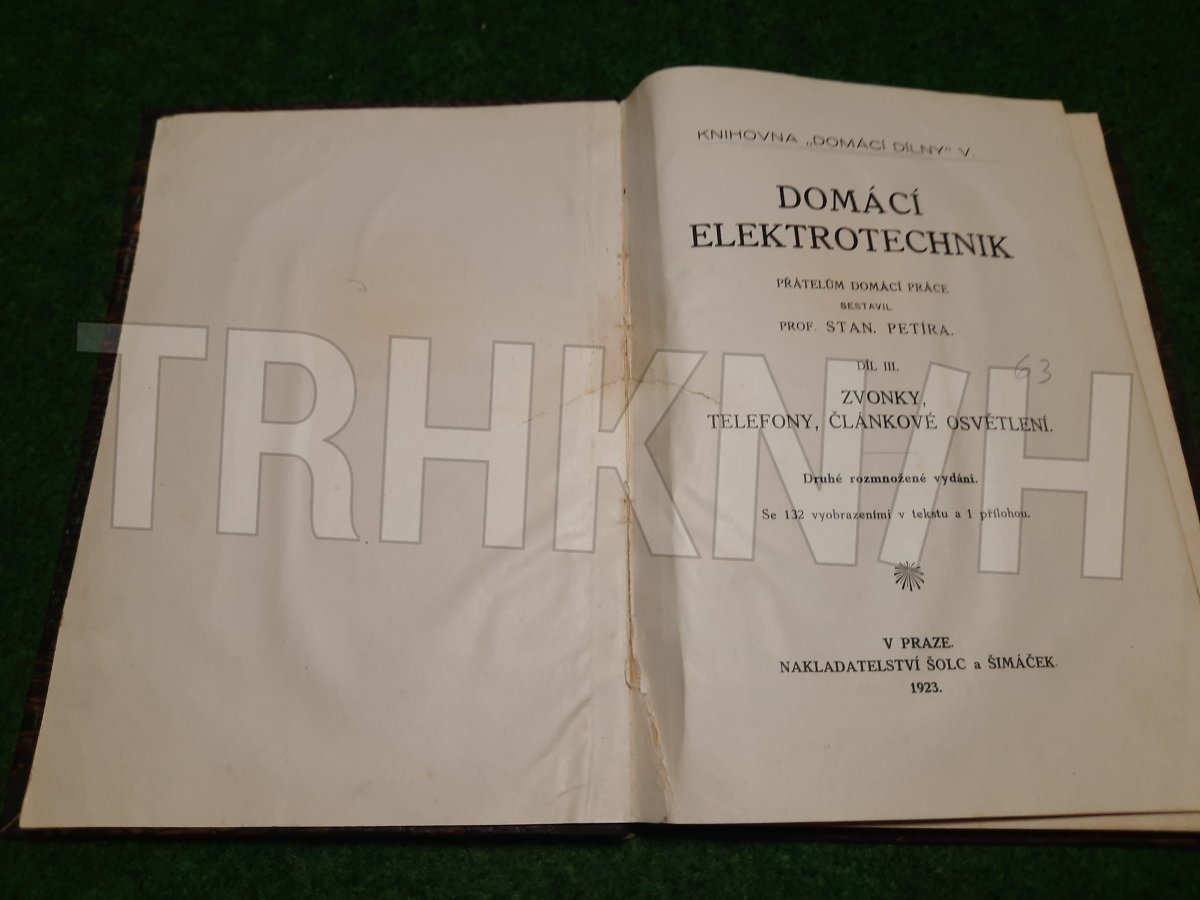 KNIHOVNA „DOMÁCÍ DÍLNY" V.
DOMÁCÍ
ELEKTROTECHNIK
PŘÁTELŮM DOMÁCÍ PRÁCE
SESTAVIL
PROF. STAN. PETÍRA.
DÍL III.
63
ZVONKY,
TELEFONY, ČLÁNKOVÉ OSVĚTLENÍ.
Druhé rozmnožené vydání.
Se 132 vyobrazeními v tekstu a 1 přílohou.
V PRAZE.
NAKLADATELSTVÍ ŠOLC a ŠIMÁČEK.
1923.
TRHKNIH